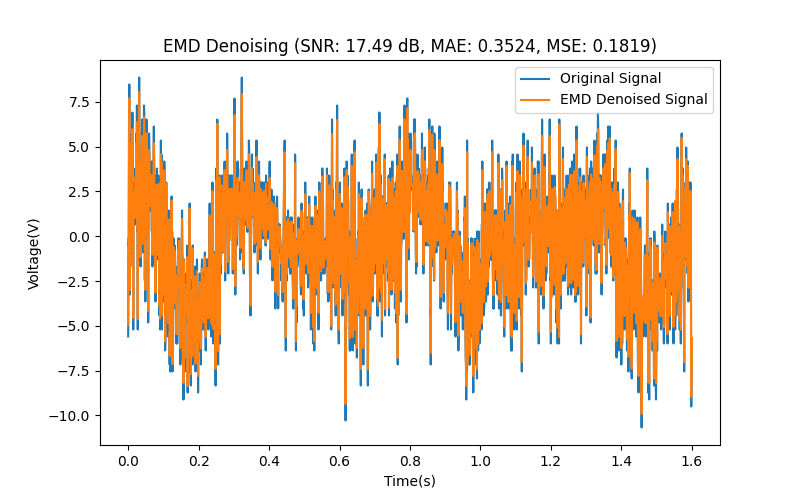 EMD Denoising (SNR: 17.49 dB, MAE: 0.3524, MSE: 0.1819)
Original Signal
EMD Denoised Signal
7.5
5.0
2.5
0.0
−2.5
−5.0
−7.5
−10.0
Voltage(V)
0.0 0.2 0.4 0.6 0.8 1.0 1.2 1.4 1.6
Time(s)